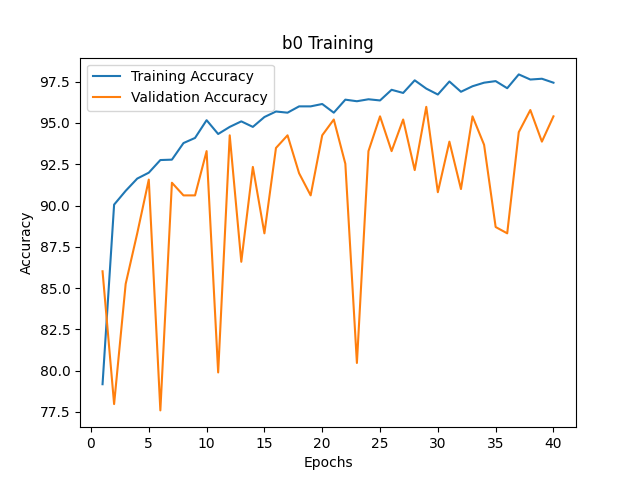 b0 Training
Training Accuracy
Validation Accuracy
97.5
95.0
92.5
90.0
87.5
85.0
82.5
80.0
77.5
Accuracy
0 5 10 15 20 25 30 35 40
Epochs